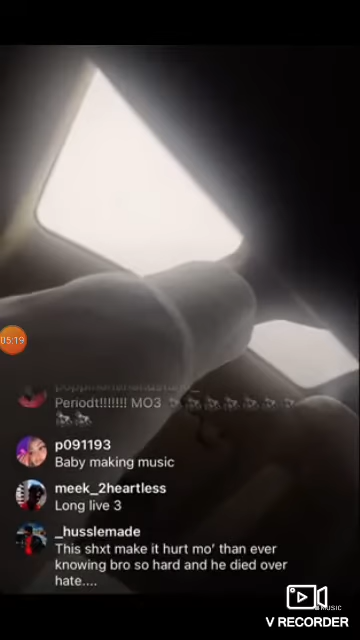 05:19
Periodt!!!!!!! MO3
p091193
Baby making music
meek_2heartless
Long live 3
_husslemade
This shxt make it hurt mo' than ever
knowing bro so hard and he died over
hate....
MUSIC
V RECORDER